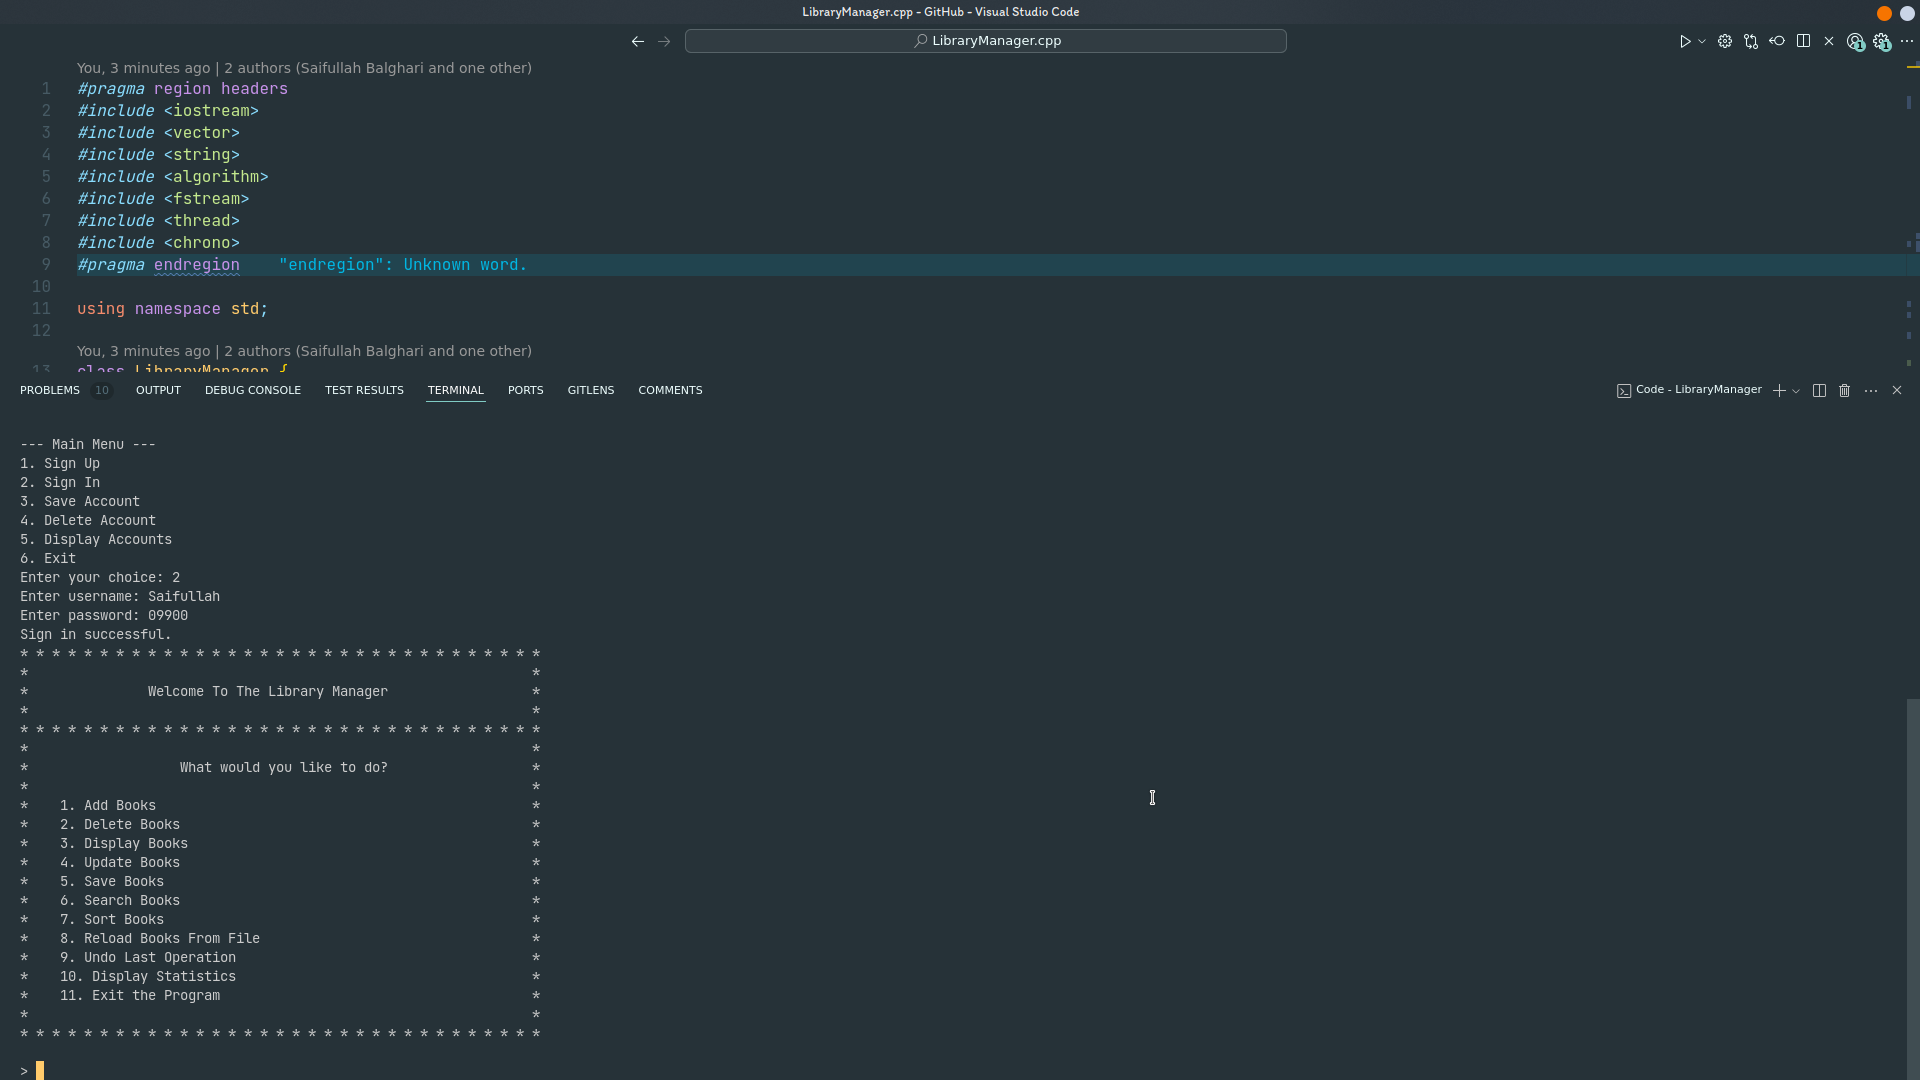 LibraryManager.cpp - GitHub - Visual Studio Code
LibraryManager.cpp
You, 3 minutes ago | 2 authors (Saifullah Balghari and one other)
1 #pragma region headers
2 #include <iostream>
3 #include <vector>
4 #include <string>
5 #include <algorithm>
6 #include <fstream>
7 #include <thread>
8 #include <chrono>
9 #pragma endregion "endregion": Unknown word.
10
11 using namespace std;
12
You, 3 minutes ago | 2 authors (Saifullah Balghari and one other)
13 class LibraryManager {
PROBLEMS 10 OUTPUT DEBUG CONSOLE TEST RESULTS TERMINAL PORTS GITLENS COMMENTS Code - LibraryManager
--- Main Menu ---
1. Sign Up
2. Sign In
3. Save Account
4. Delete Account
5. Display Accounts
6. Exit
Enter your choice: 2
Enter username: Saifullah
Enter password: 09900
Sign in successful.
* * * * * * * * * * * * * * * * * * * * * * * * * * * * * * * * *
* *
* Welcome To The Library Manager *
* *
* * * * * * * * * * * * * * * * * * * * * * * * * * * * * * * * *
* *
* What would you like to do? *
* *
* 1. Add Books *
* 2. Delete Books *
* 3. Display Books *
* 4. Update Books *
* 5. Save Books *
* 6. Search Books *
* 7. Sort Books *
* 8. Reload Books From File *
* 9. Undo Last Operation *
* 10. Display Statistics *
* 11. Exit the Program *
* *
* * * * * * * * * * * * * * * * * * * * * * * * * * * * * * * * *
>